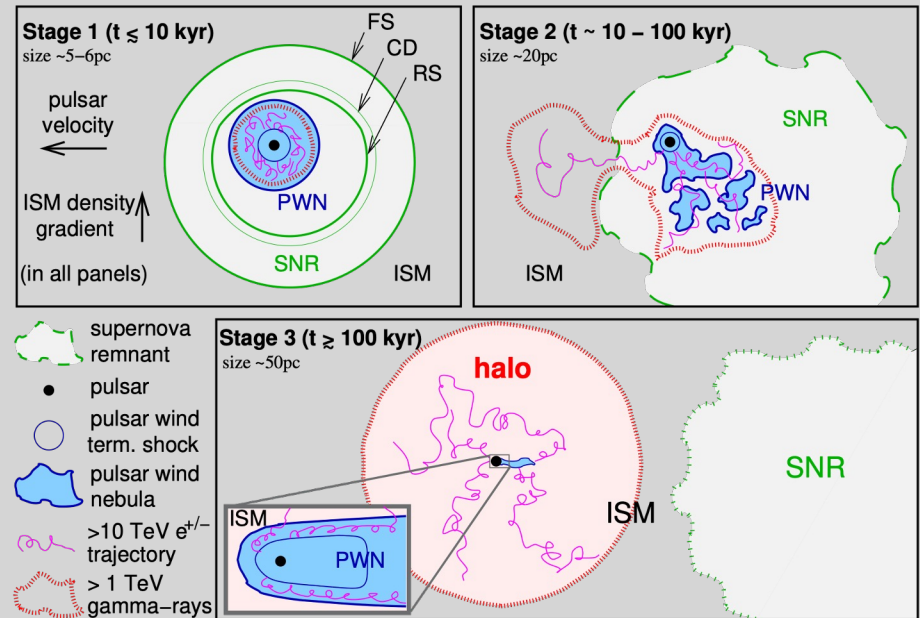 Stage 1 (t ≲ 10 kyr)
size ~5−6pc
FS
CD
RS
pulsar
velocity
ISM density
gradient
(in all panels)
PWN
SNR
ISM
Stage 2 (t ~ 10 − 100 kyr)
size ~20pc
SNR
PWN
ISM
supernova
remnant
pulsar
pulsar wind
term. shock
pulsar wind
nebula
>10 TeV e+/−
trajectory
> 1 TeV
gamma−rays
Stage 3 (t ≳ 100 kyr)
size ~50pc
halo
ISM
SNR
ISM
PWN